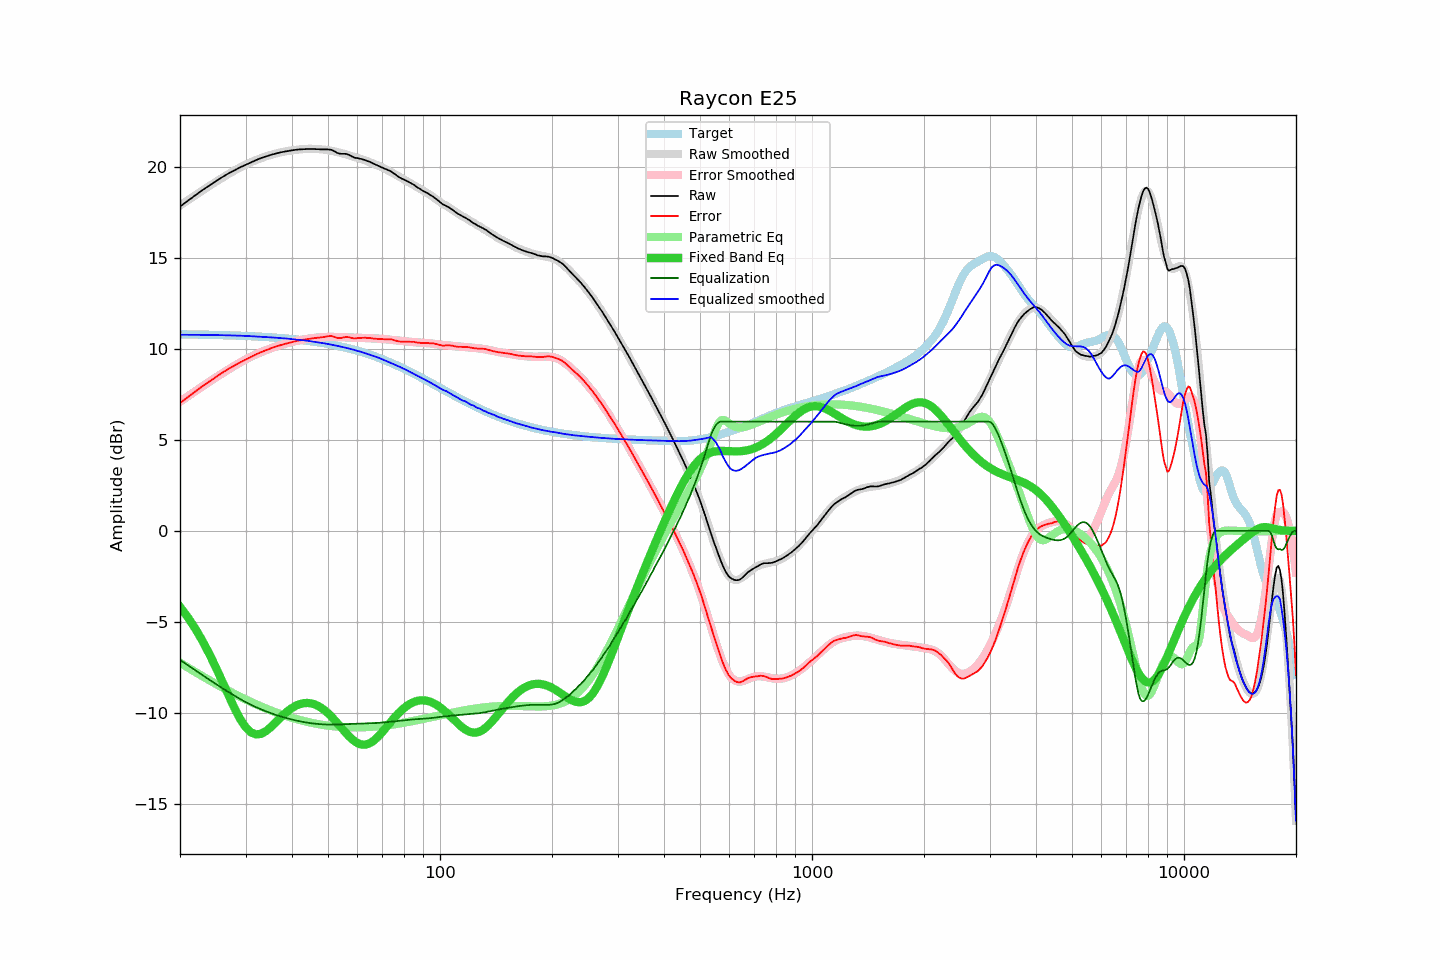 Raycon E25
Target
Raw Smoothed
Error Smoothed
Raw
Error
Parametric Eq
Fixed Band Eq
Equalization
Equalized smoothed
Amplitude (dBr)
20
15
10
5
0
−5
−10
−15
100
1000
10000
Frequency (Hz)